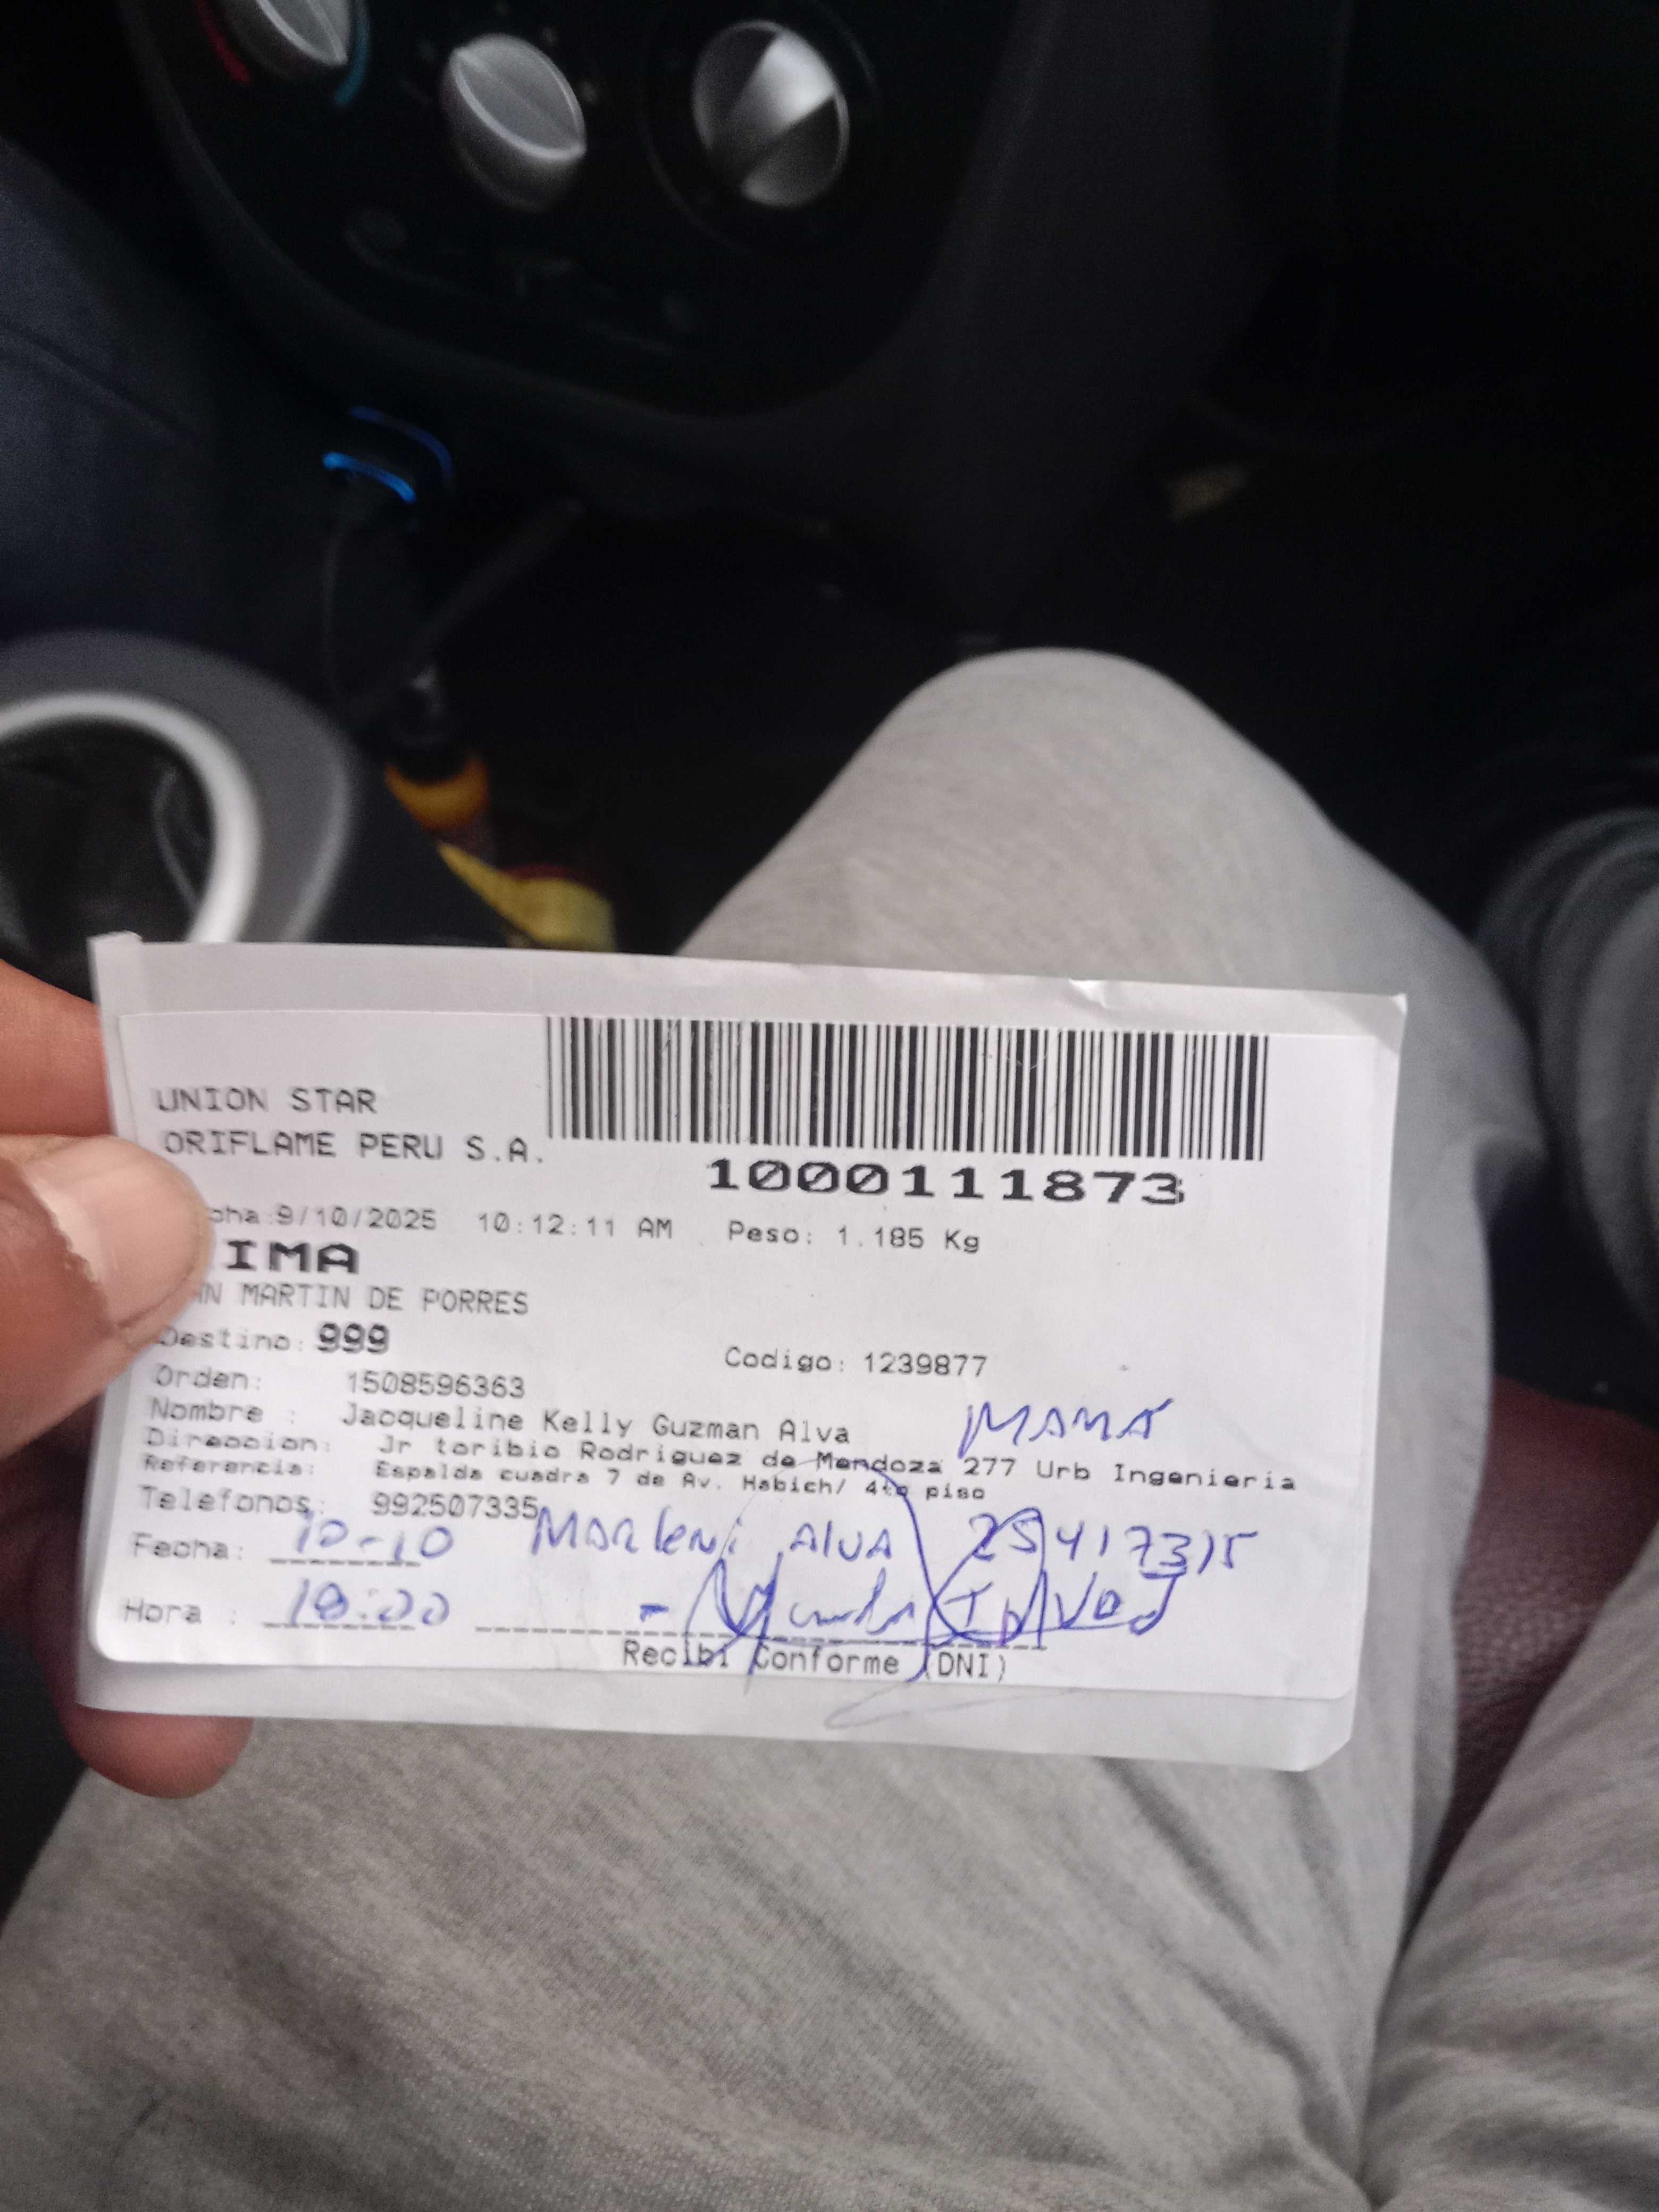 UNION STAR
ORIFLAME PERU S.A.
1000111873
cha:9/10/2025 10:12:11 AM Peso: 1.185 Kg
IMA
AN MARTIN DE PORRES
Destino: 999
Codigo: 1239877
Orden: 1508596363
Nombre : Jacqueline Kelly Guzman Alva MAMÁ
Direccion: Jr toribio Rodriguez de Mendoza 277 Urb Ingenieria
Referencia: Espalda cuadra 7 de Av. Habich/ 4to piso
Telefonos: 992507335
Fecha: 10-10 Marleni Alva 25417315
Hora :
Recibi Conforme (DNI)